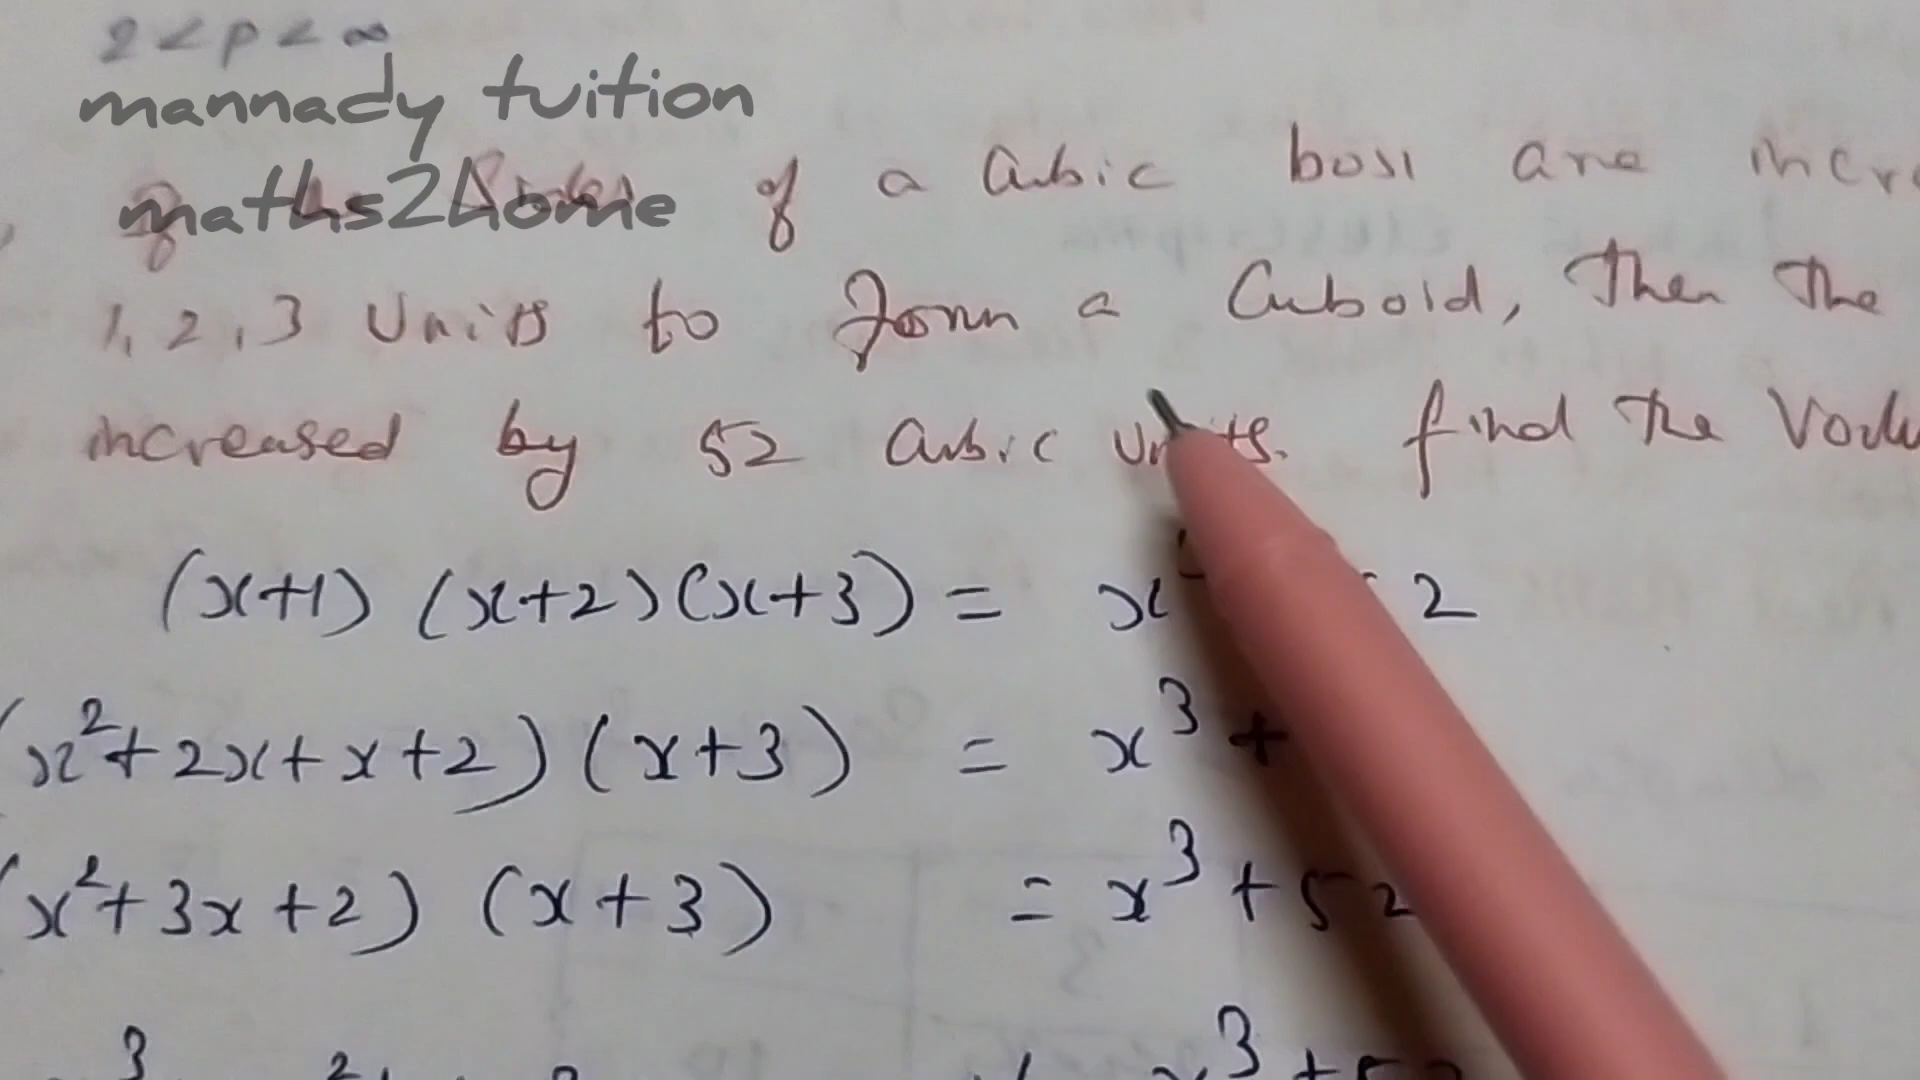 2 < p < ∞
mannady tuition
maths2home
of a cubic box are incre
1, 2, 3 Units to form a Cuboid, then the
increased by 52 cubic units. find the Volu
(x+1) (x+2) (x+3) = x 2
(x²+2x+x+2) (x+3) = x³ +
(x²+3x+2) (x+3) = x³+52
x³+52